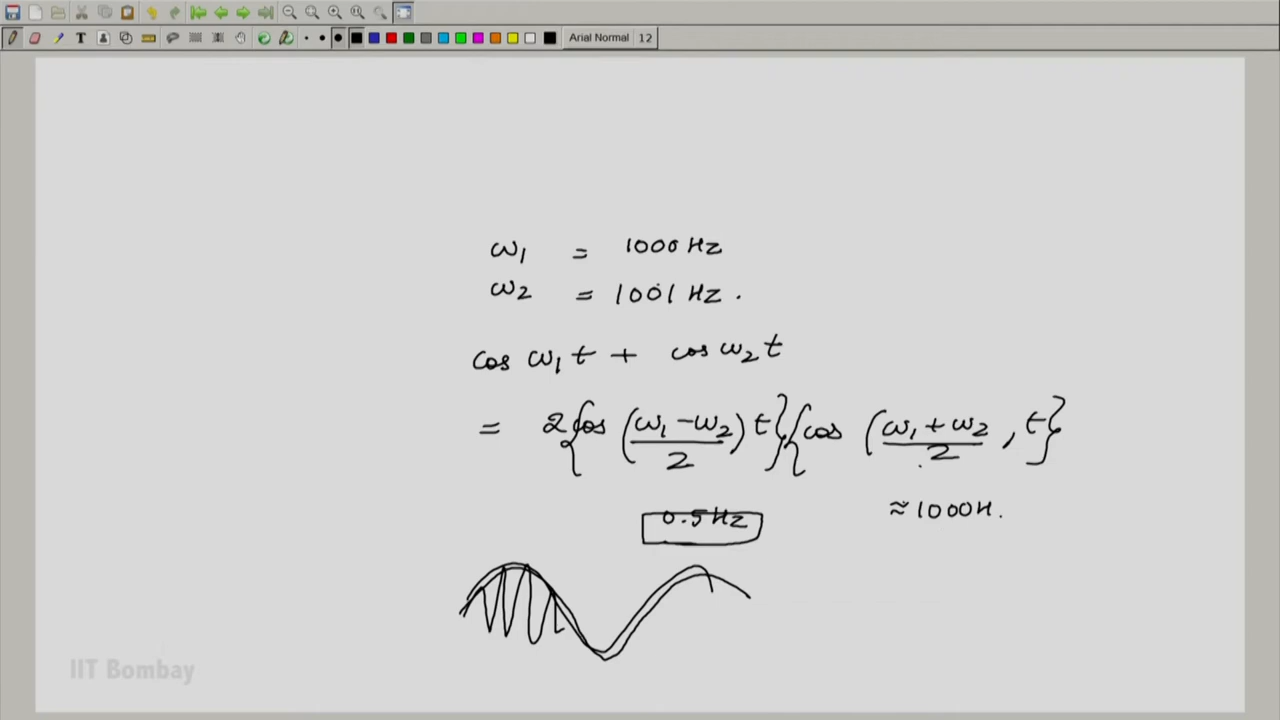 Arial Normal 12
ω1 = 1000 Hz
ω2 = 1001 Hz.
cos ω1 t + cos ω2 t
= 2{cos (ω1 - ω2 / 2) t}{cos (ω1 + ω2 / 2 , t}
0.5 Hz ≈ 1000H.
IIT Bombay